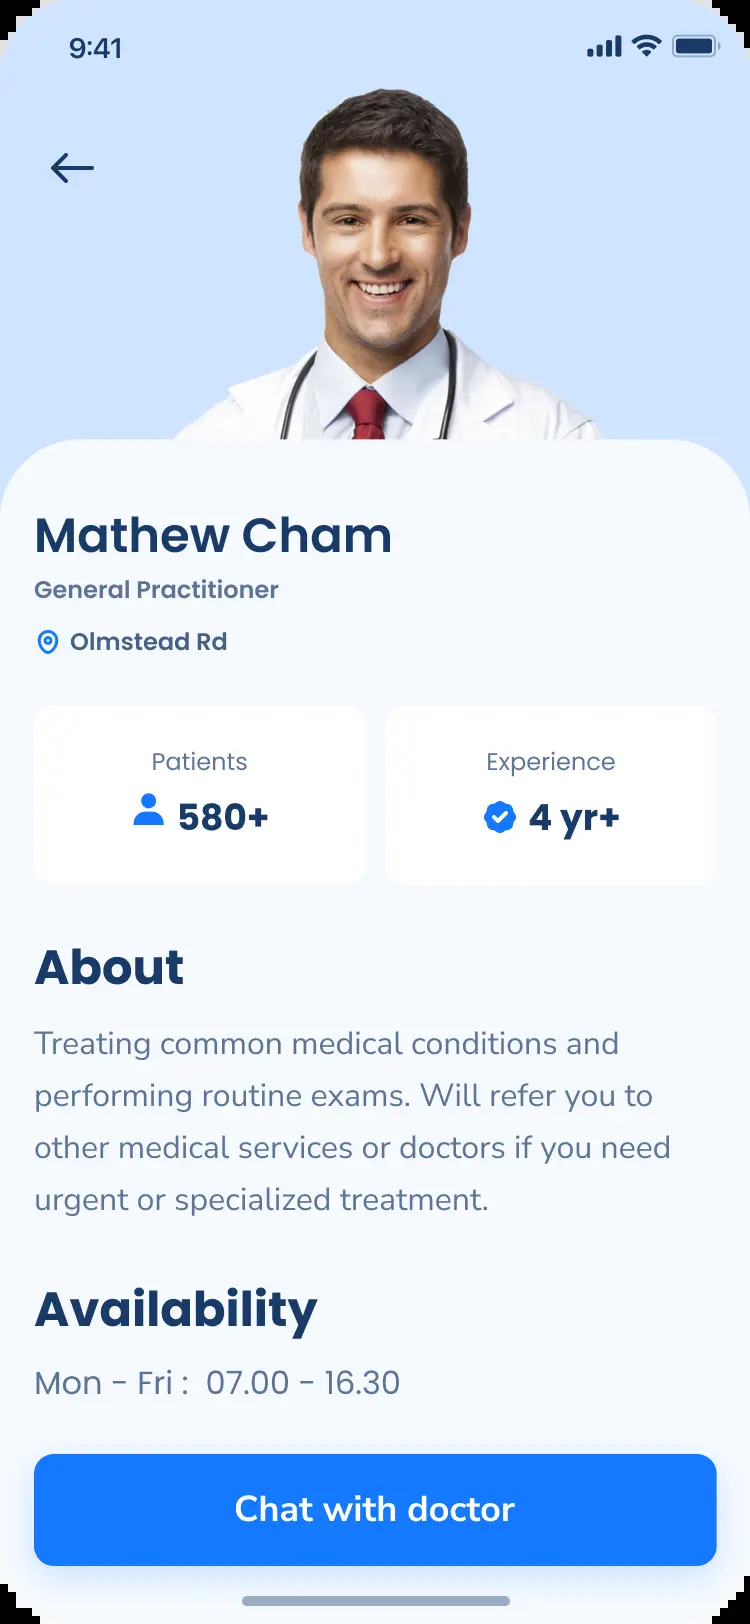 9:41
Mathew Cham
General Practitioner
Olmstead Rd
Patients
580+
Experience
4 yr+
About
Treating common medical conditions and
performing routine exams. Will refer you to
other medical services or doctors if you need
urgent or specialized treatment.
Availability
Mon - Fri :  07.00 - 16.30
Chat with doctor